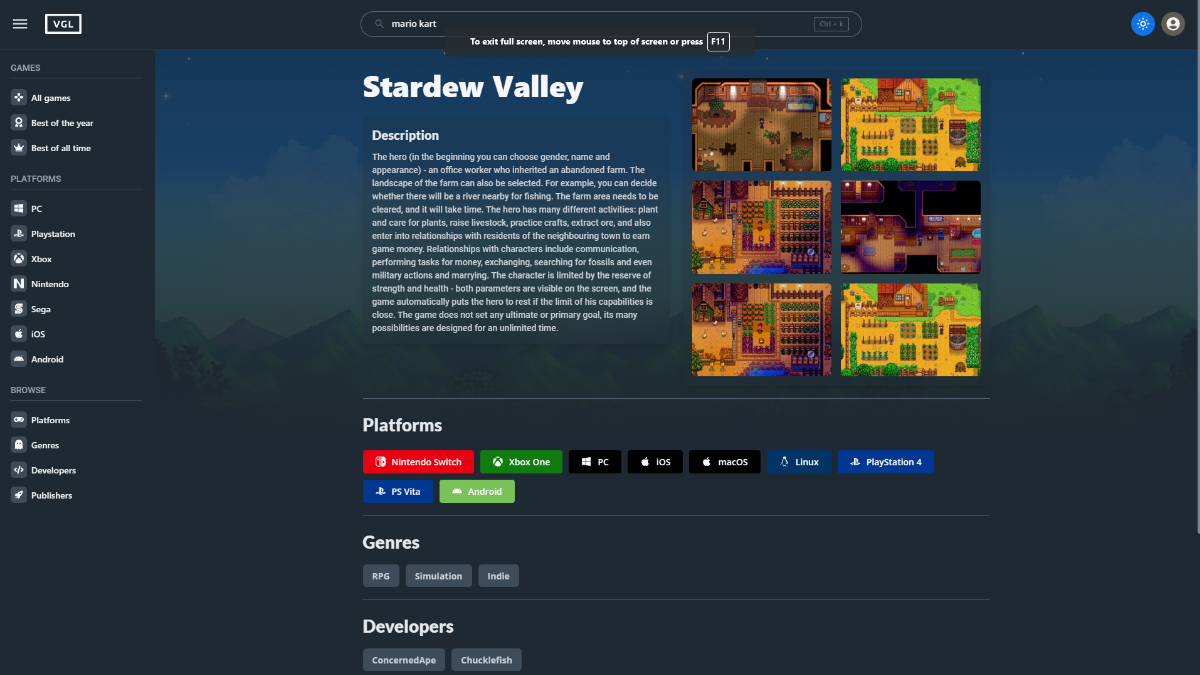 VGL
mario kart
Ctrl + k
To exit full screen, move mouse to top of screen or press F11
GAMES
All games
Best of the year
Best of all time
PLATFORMS
PC
Playstation
Xbox
Nintendo
Sega
iOS
Android
BROWSE
Platforms
Genres
Developers
Publishers
Stardew Valley
Description
The hero (in the beginning you can choose gender, name and
appearance) - an office worker who inherited an abandoned farm. The
landscape of the farm can also be selected. For example, you can decide
whether there will be a river nearby for fishing. The farm area needs to be
cleared, and it will take time. The hero has many different activities: plant
and care for plants, raise livestock, practice crafts, extract ore, and also
enter into relationships with residents of the neighbouring town to earn
game money. Relationships with characters include communication,
performing tasks for money, exchanging, searching for fossils and even
military actions and marrying. The character is limited by the reserve of
strength and health - both parameters are visible on the screen, and the
game automatically puts the hero to rest if the limit of his capabilities is
close. The game does not set any ultimate or primary goal, its many
possibilities are designed for an unlimited time.
Platforms
Nintendo Switch Xbox One PC iOS macOS Linux PlayStation 4
PS Vita Android
Genres
RPG Simulation Indie
Developers
ConcernedApe Chucklefish